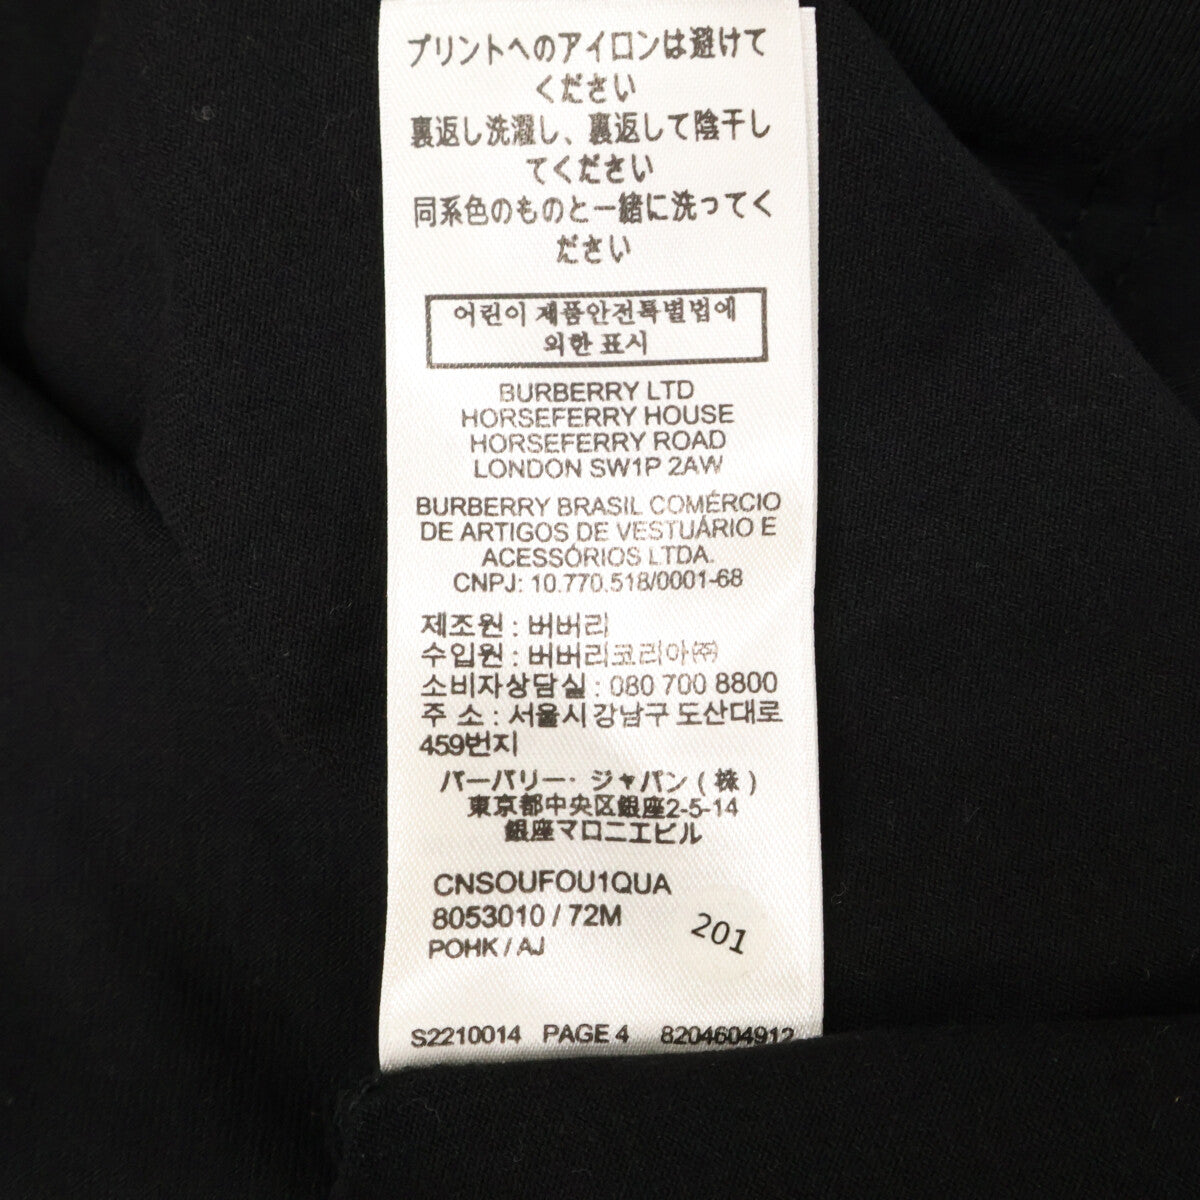 プリントへのアイロンは避けて
ください
裏返し洗濯し、裏返して陰干し
てください
同系色のものと一緒に洗ってく
ださい
어린이제품안전특별법에
의한 표시
BURBERRY LTD
HORSEFERRY HOUSE
HORSEFERRY ROAD
LONDON SW1P 2AW
BURBERRY BRASIL COMÉRCIO
DE ARTIGOS DE VESTUÁRIO E
ACESSÓRIOS LTDA.
CNPJ: 10.770.518/0001-68
제조원 : 버버리
수입원 : 버버리코리아㈜
소비자상담실 : 080 700 8800
주 소 : 서울시 강남구 도산대로
459번지
バーバリー・ジャパン(株)
東京都中央区銀座2-5-14
銀座マロニエビル
CNSOUFOU1QUA
8053010 / 72M
POHK / AJ
201
S2210014 PAGE 4 8204604912